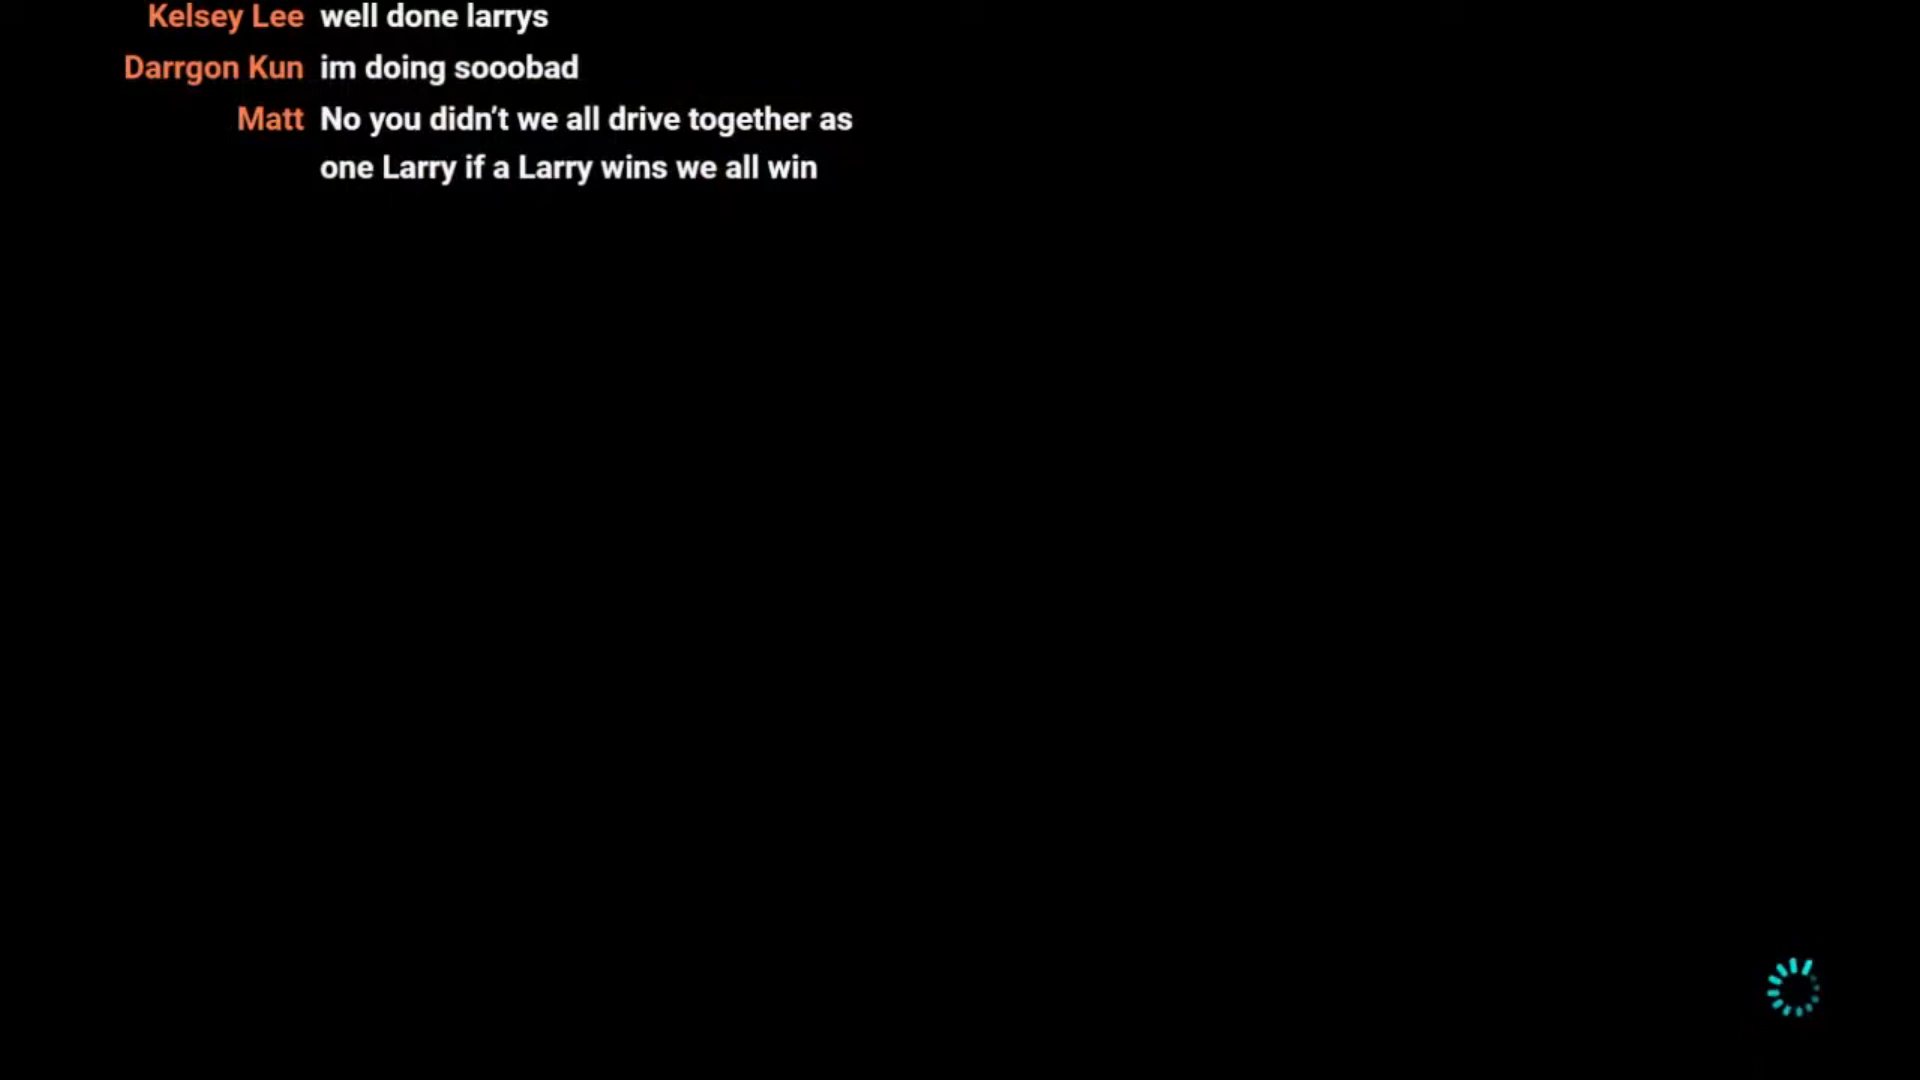 Kelsey Lee well done larrys
Darrgon Kun im doing sooobad
Matt No you didn’t we all drive together as
one Larry if a Larry wins we all win